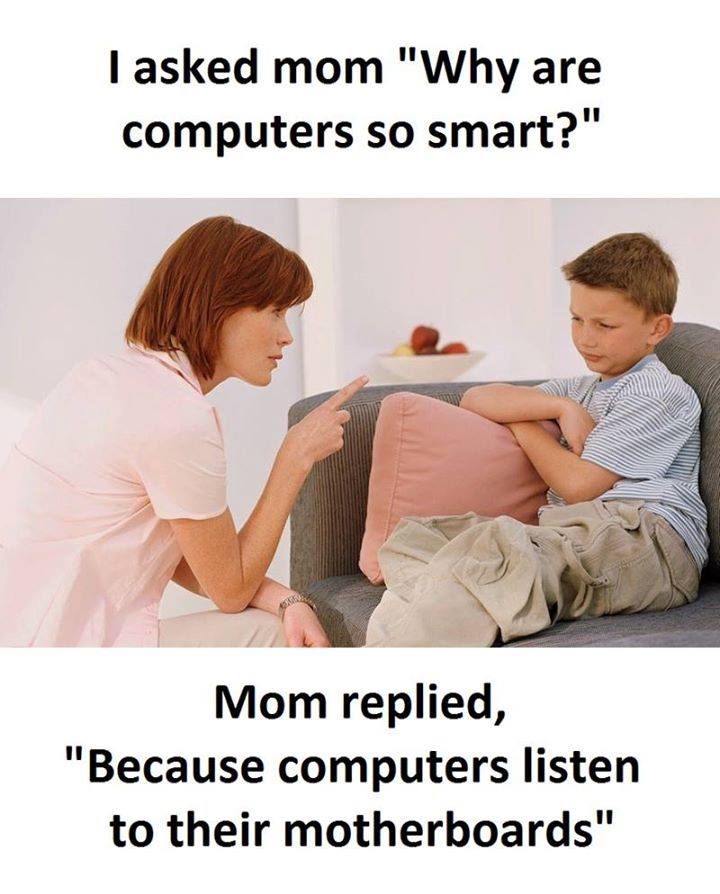 I asked mom "Why are
computers so smart?"
Mom replied,
"Because computers listen
to their motherboards"